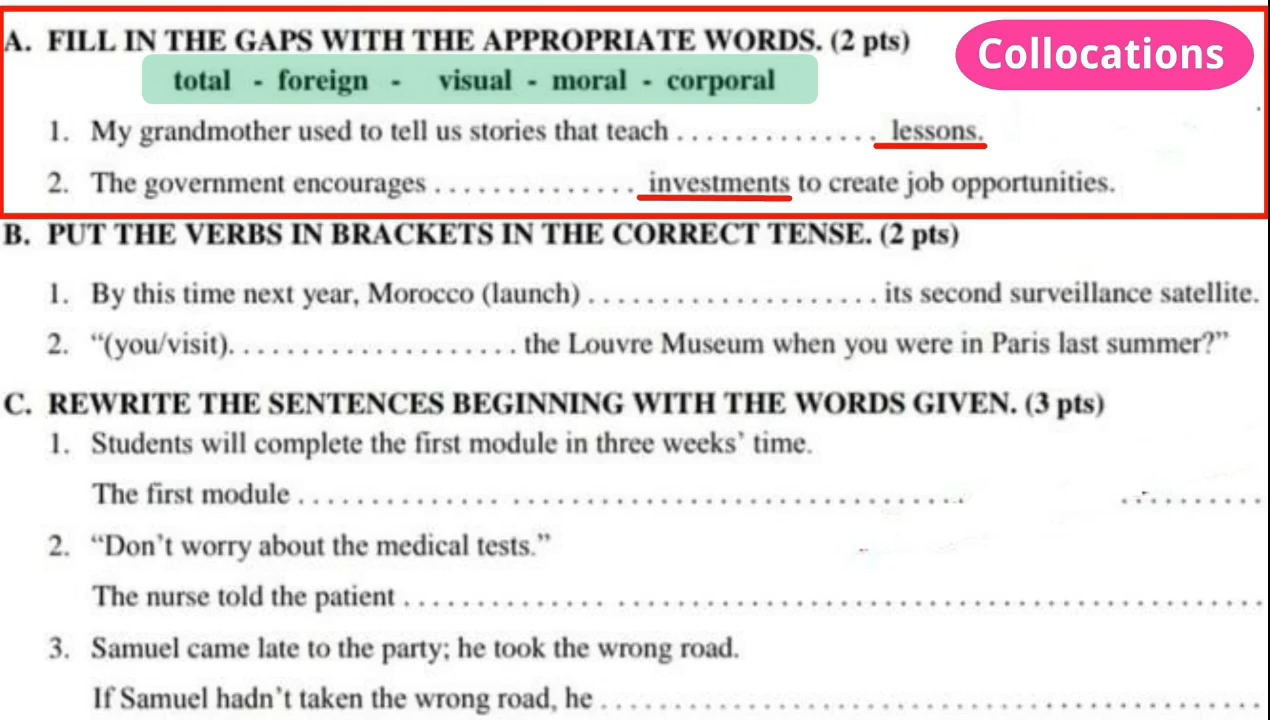 A. FILL IN THE GAPS WITH THE APPROPRIATE WORDS. (2 pts)
Collocations
total - foreign - visual - moral - corporal
1. My grandmother used to tell us stories that teach .............. lessons.
2. The government encourages .............. investments to create job opportunities.
B. PUT THE VERBS IN BRACKETS IN THE CORRECT TENSE. (2 pts)
1. By this time next year, Morocco (launch) .................... its second surveillance satellite.
2. “(you/visit).................... the Louvre Museum when you were in Paris last summer?”
C. REWRITE THE SENTENCES BEGINNING WITH THE WORDS GIVEN. (3 pts)
1. Students will complete the first module in three weeks’ time.
The first module ..................................................
2. “Don’t worry about the medical tests.”
The nurse told the patient ..................................................
3. Samuel came late to the party; he took the wrong road.
If Samuel hadn’t taken the wrong road, he ..................................................